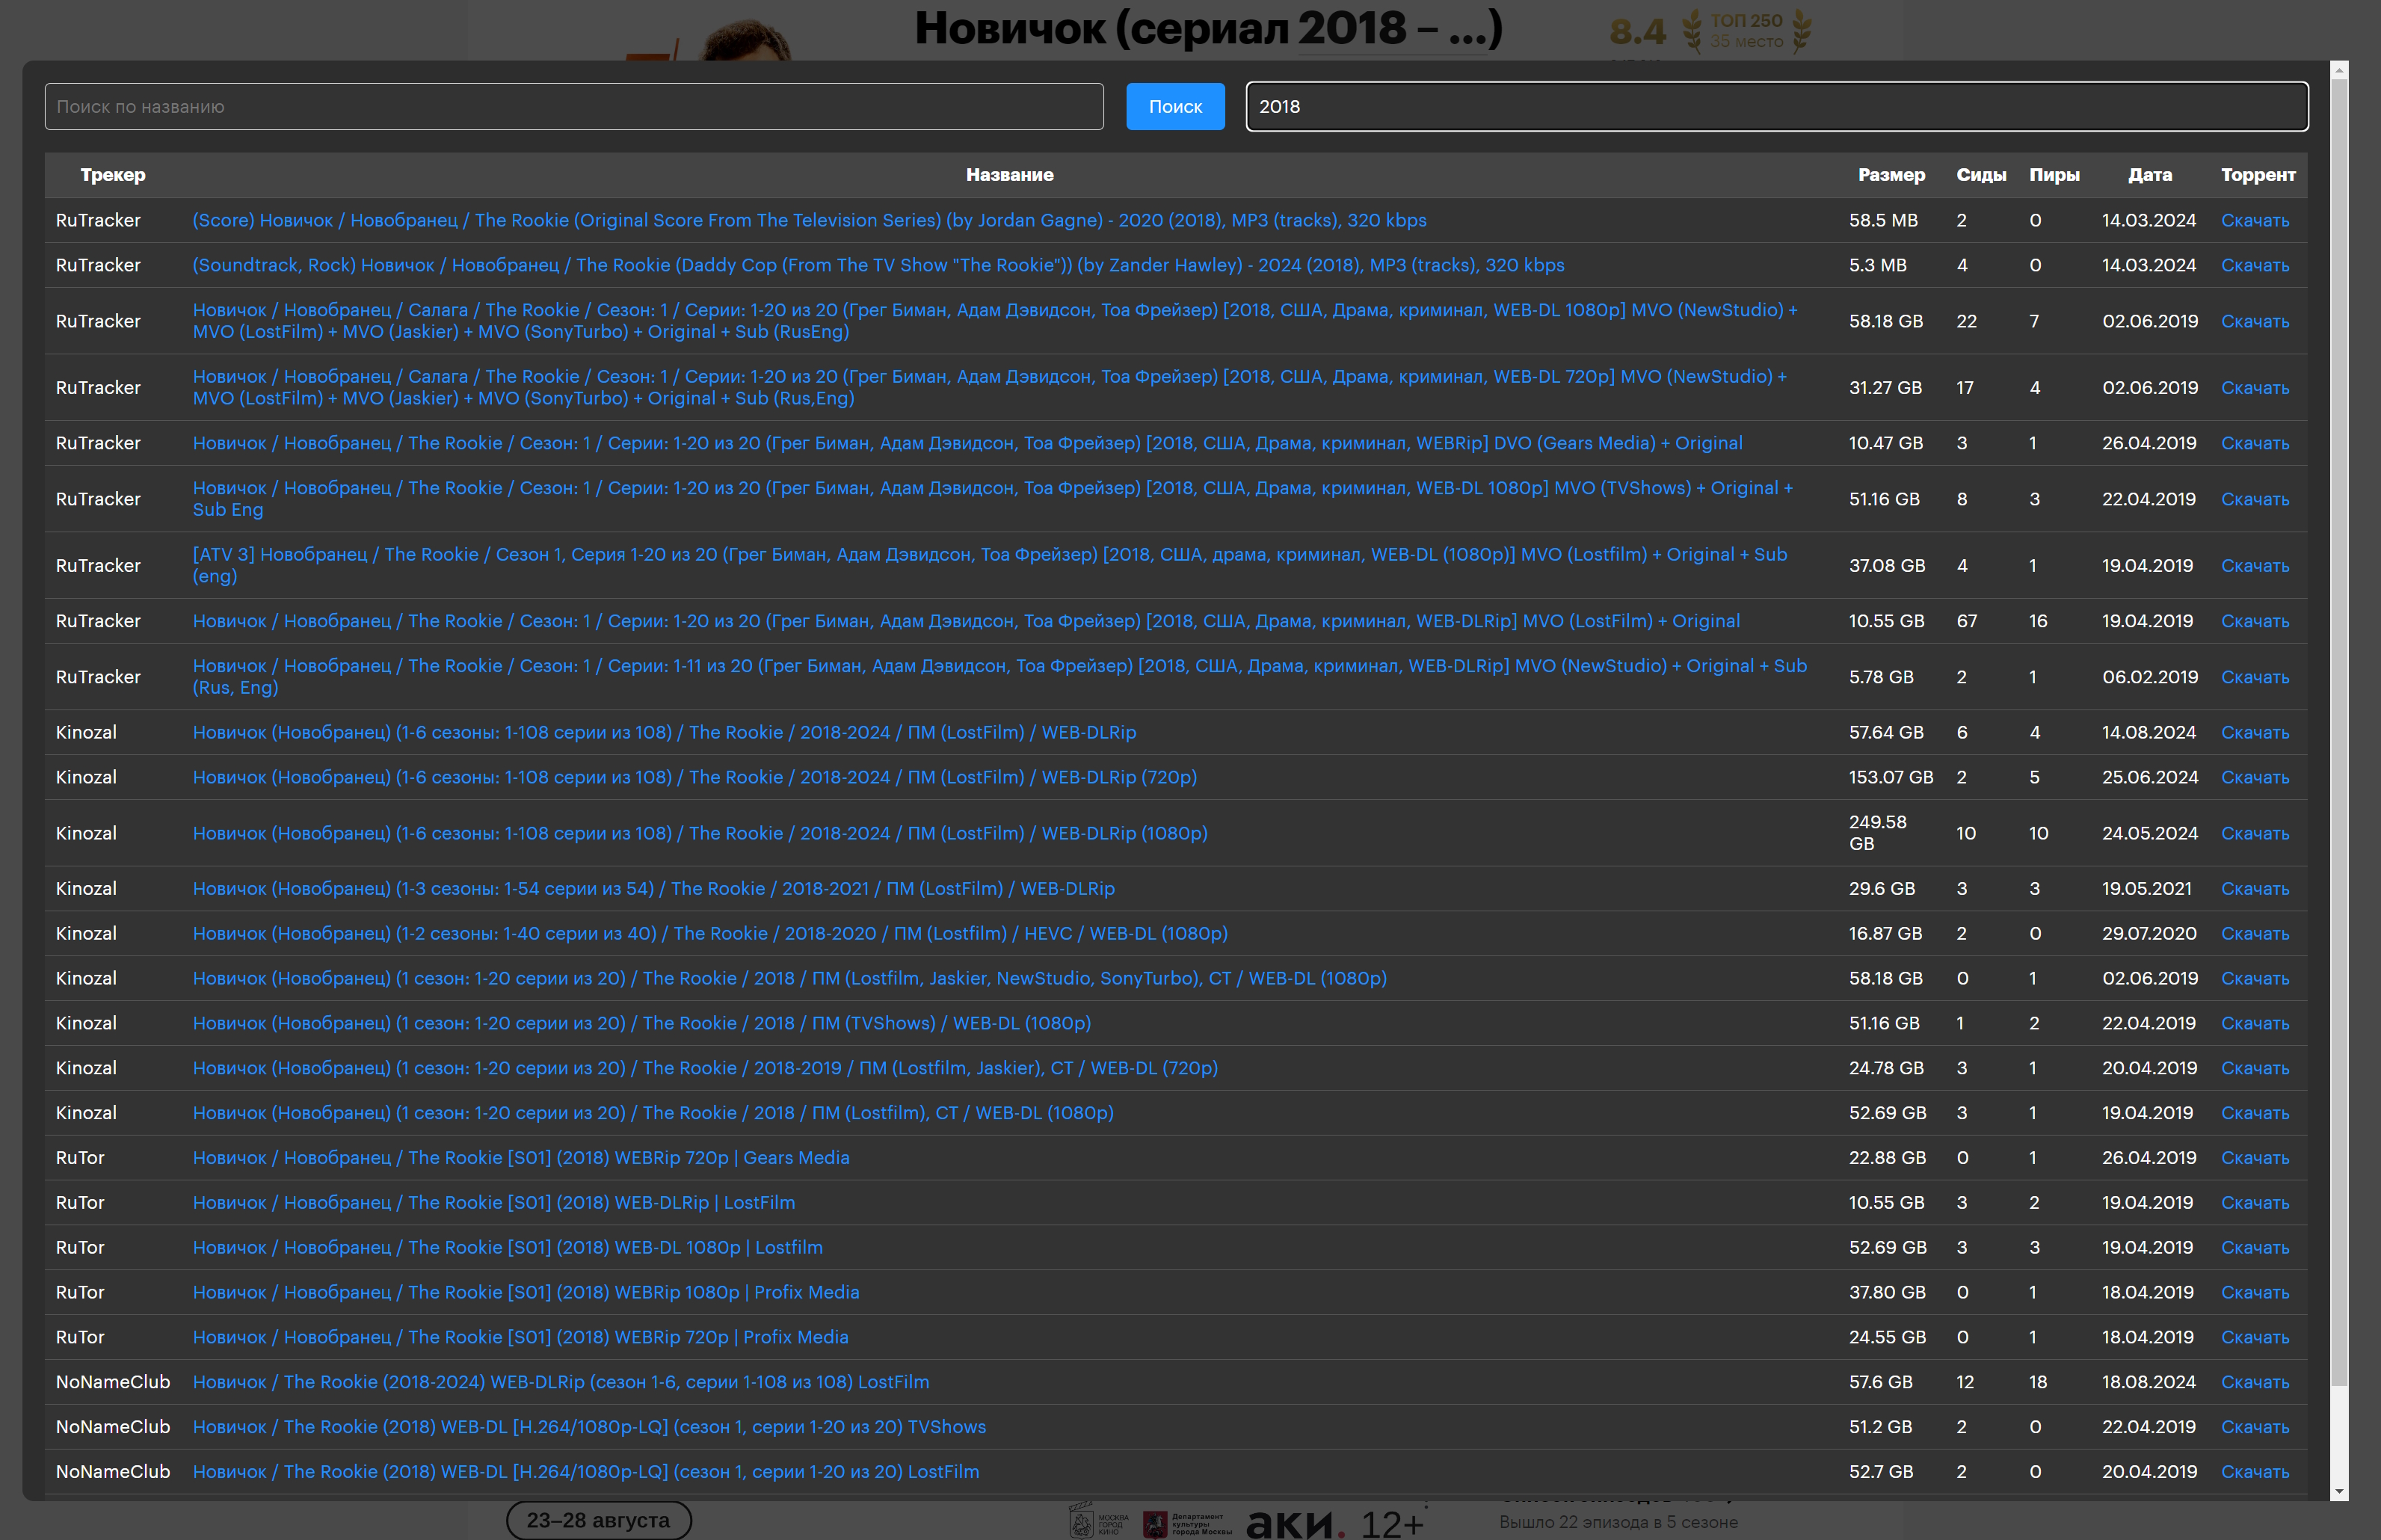 Новичок (сериал 2018 – ...)
8.4
ТОП 250
35 место
Поиск по названию
Поиск
2018
Трекер Название Размер Сиды Пиры Дата Торрент
RuTracker (Score) Новичок / Новобранец / The Rookie (Original Score From The Television Series) (by Jordan Gagne) - 2020 (2018), MP3 (tracks), 320 kbps 58.5 MB 2 0 14.03.2024 Скачать
RuTracker (Soundtrack, Rock) Новичок / Новобранец / The Rookie (Daddy Cop (From The TV Show "The Rookie")) (by Zander Hawley) - 2024 (2018), MP3 (tracks), 320 kbps 5.3 MB 4 0 14.03.2024 Скачать
RuTracker Новичок / Новобранец / Салага / The Rookie / Сезон: 1 / Серии: 1-20 из 20 (Грег Биман, Адам Дэвидсон, Тоа Фрейзер) [2018, США, Драма, криминал, WEB-DL 1080p] MVO (NewStudio) +
MVO (LostFilm) + MVO (Jaskier) + MVO (SonyTurbo) + Original + Sub (RusEng) 58.18 GB 22 7 02.06.2019 Скачать
RuTracker Новичок / Новобранец / Салага / The Rookie / Сезон: 1 / Серии: 1-20 из 20 (Грег Биман, Адам Дэвидсон, Тоа Фрейзер) [2018, США, Драма, криминал, WEB-DL 720p] MVO (NewStudio) +
MVO (LostFilm) + MVO (Jaskier) + MVO (SonyTurbo) + Original + Sub (Rus,Eng) 31.27 GB 17 4 02.06.2019 Скачать
RuTracker Новичок / Новобранец / The Rookie / Сезон: 1 / Серии: 1-20 из 20 (Грег Биман, Адам Дэвидсон, Тоа Фрейзер) [2018, США, Драма, криминал, WEBRip] DVO (Gears Media) + Original 10.47 GB 3 1 26.04.2019 Скачать
RuTracker Новичок / Новобранец / The Rookie / Сезон: 1 / Серии: 1-20 из 20 (Грег Биман, Адам Дэвидсон, Тоа Фрейзер) [2018, США, Драма, криминал, WEB-DL 1080p] MVO (TVShows) + Original +
Sub Eng 51.16 GB 8 3 22.04.2019 Скачать
RuTracker [ATV 3] Новобранец / The Rookie / Сезон 1, Серия 1-20 из 20 (Грег Биман, Адам Дэвидсон, Тоа Фрейзер) [2018, США, драма, криминал, WEB-DL (1080p)] MVO (Lostfilm) + Original + Sub
(eng) 37.08 GB 4 1 19.04.2019 Скачать
RuTracker Новичок / Новобранец / The Rookie / Сезон: 1 / Серии: 1-20 из 20 (Грег Биман, Адам Дэвидсон, Тоа Фрейзер) [2018, США, Драма, криминал, WEB-DLRip] MVO (LostFilm) + Original 10.55 GB 67 16 19.04.2019 Скачать
RuTracker Новичок / Новобранец / The Rookie / Сезон: 1 / Серии: 1-11 из 20 (Грег Биман, Адам Дэвидсон, Тоа Фрейзер) [2018, США, Драма, криминал, WEB-DLRip] MVO (NewStudio) + Original + Sub
(Rus, Eng) 5.78 GB 2 1 06.02.2019 Скачать
Kinozal Новичок (Новобранец) (1-6 сезоны: 1-108 серии из 108) / The Rookie / 2018-2024 / ПМ (LostFilm) / WEB-DLRip 57.64 GB 6 4 14.08.2024 Скачать
Kinozal Новичок (Новобранец) (1-6 сезоны: 1-108 серии из 108) / The Rookie / 2018-2024 / ПМ (LostFilm) / WEB-DLRip (720p) 153.07 GB 2 5 25.06.2024 Скачать
Kinozal Новичок (Новобранец) (1-6 сезоны: 1-108 серии из 108) / The Rookie / 2018-2024 / ПМ (LostFilm) / WEB-DLRip (1080p) 249.58
GB 10 10 24.05.2024 Скачать
Kinozal Новичок (Новобранец) (1-3 сезоны: 1-54 серии из 54) / The Rookie / 2018-2021 / ПМ (LostFilm) / WEB-DLRip 29.6 GB 3 3 19.05.2021 Скачать
Kinozal Новичок (Новобранец) (1-2 сезоны: 1-40 серии из 40) / The Rookie / 2018-2020 / ПМ (Lostfilm) / HEVC / WEB-DL (1080p) 16.87 GB 2 0 29.07.2020 Скачать
Kinozal Новичок (Новобранец) (1 сезон: 1-20 серии из 20) / The Rookie / 2018 / ПМ (Lostfilm, Jaskier, NewStudio, SonyTurbo), СТ / WEB-DL (1080p) 58.18 GB 0 1 02.06.2019 Скачать
Kinozal Новичок (Новобранец) (1 сезон: 1-20 серии из 20) / The Rookie / 2018 / ПМ (TVShows) / WEB-DL (1080p) 51.16 GB 1 2 22.04.2019 Скачать
Kinozal Новичок (Новобранец) (1 сезон: 1-20 серии из 20) / The Rookie / 2018-2019 / ПМ (Lostfilm, Jaskier), СТ / WEB-DL (720p) 24.78 GB 3 1 20.04.2019 Скачать
Kinozal Новичок (Новобранец) (1 сезон: 1-20 серии из 20) / The Rookie / 2018 / ПМ (Lostfilm), СТ / WEB-DL (1080p) 52.69 GB 3 1 19.04.2019 Скачать
RuTor Новичок / Новобранец / The Rookie [S01] (2018) WEBRip 720p | Gears Media 22.88 GB 0 1 26.04.2019 Скачать
RuTor Новичок / Новобранец / The Rookie [S01] (2018) WEB-DLRip | LostFilm 10.55 GB 3 2 19.04.2019 Скачать
RuTor Новичок / Новобранец / The Rookie [S01] (2018) WEB-DL 1080p | Lostfilm 52.69 GB 3 3 19.04.2019 Скачать
RuTor Новичок / Новобранец / The Rookie [S01] (2018) WEBRip 1080p | Profix Media 37.80 GB 0 1 18.04.2019 Скачать
RuTor Новичок / Новобранец / The Rookie [S01] (2018) WEBRip 720p | Profix Media 24.55 GB 0 1 18.04.2019 Скачать
NoNameClub Новичок / The Rookie (2018-2024) WEB-DLRip (сезон 1-6, серии 1-108 из 108) LostFilm 57.6 GB 12 18 18.08.2024 Скачать
NoNameClub Новичок / The Rookie (2018) WEB-DL [H.264/1080p-LQ] (сезон 1, серии 1-20 из 20) TVShows 51.2 GB 2 0 22.04.2019 Скачать
NoNameClub Новичок / The Rookie (2018) WEB-DL [H.264/1080p-LQ] (сезон 1, серии 1-20 из 20) LostFilm 52.7 GB 2 0 20.04.2019 Скачать
23–28 августа
МОСКВА
ГОРОД
КИНО
Департамент
культуры
города Москвы
аки.
12+
Вышло 22 эпизода в 5 сезоне